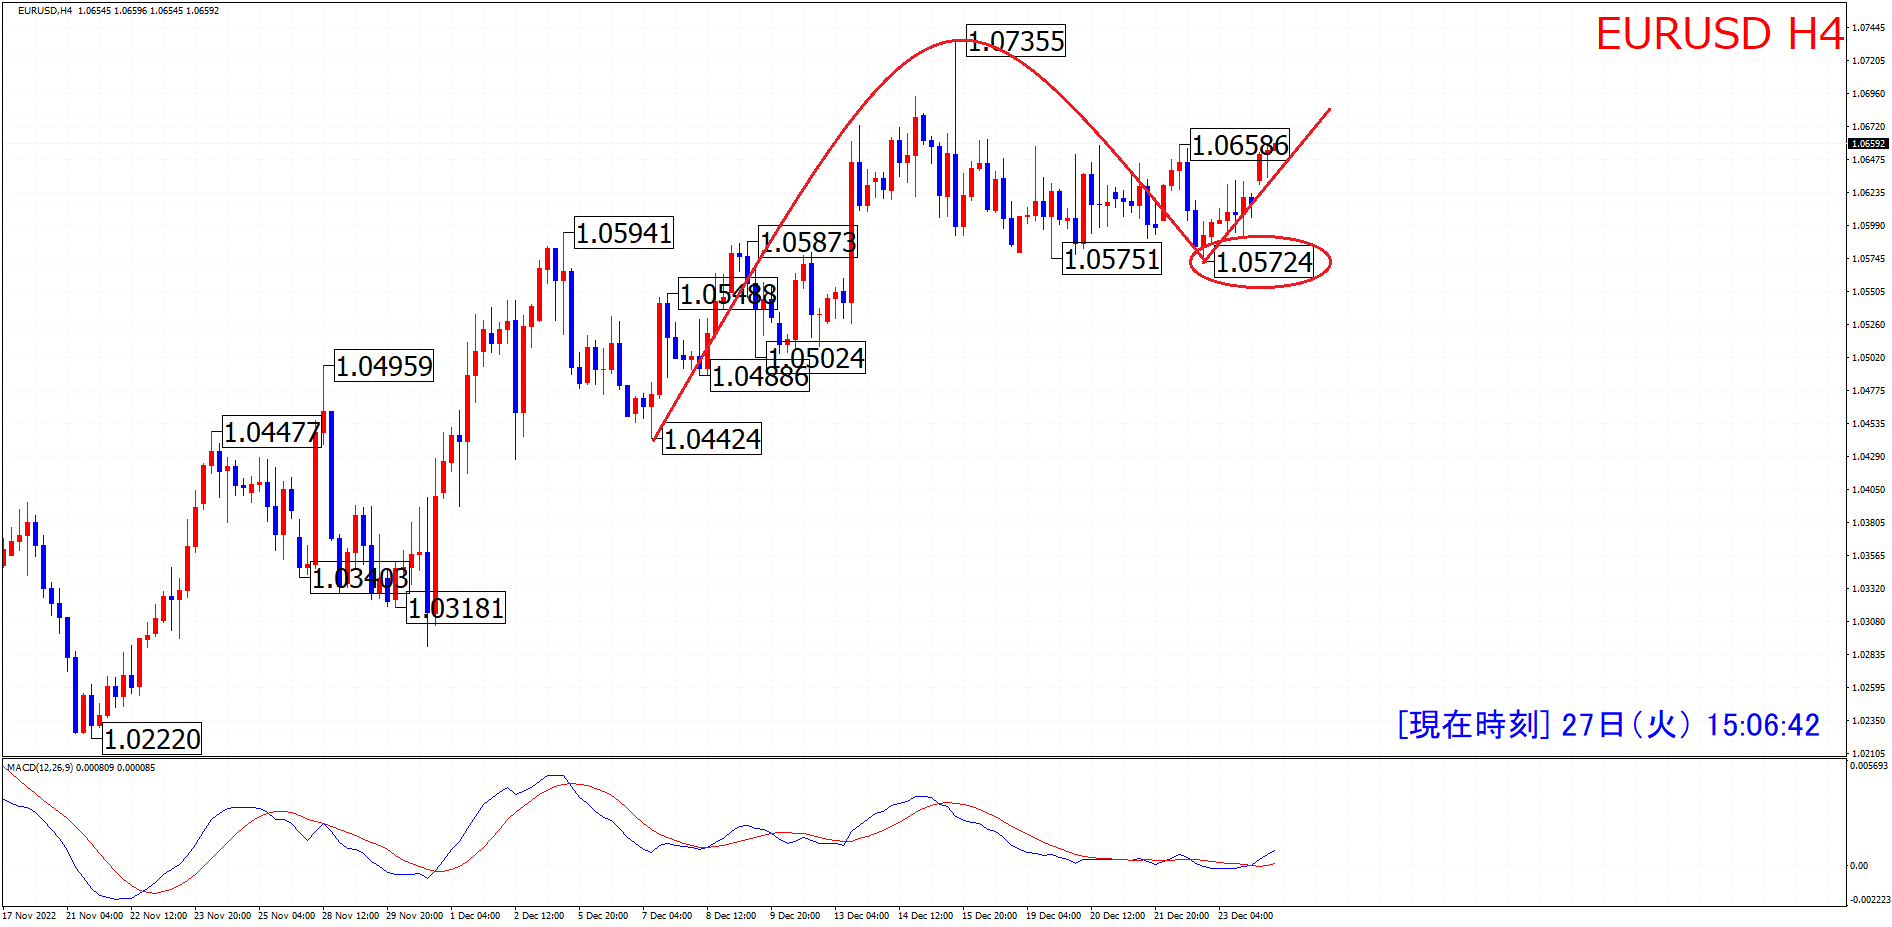 EURUSD,H4 1.06545 1.06596 1.06545 1.06592
EURUSD H4
1.07355
1.06586
1.05941
1.05873
1.05751
1.05724
1.05488
1.05024
1.04886
1.04959
1.04424
1.04477
1.03403
1.03181
1.02220
[現在時刻] 27日(火) 15:06:42
1.07445
1.07205
1.06960
1.06720
1.06592
1.06475
1.06235
1.05990
1.05745
1.05505
1.05260
1.05020
1.04775
1.04535
1.04290
1.04050
1.03805
1.03565
1.03320
1.03080
1.02835
1.02595
1.02350
1.02105
MACD(12,26,9) 0.000809 0.000085
0.005693
0.00
-0.002223
17 Nov 2022
21 Nov 04:00
22 Nov 12:00
23 Nov 20:00
25 Nov 04:00
28 Nov 12:00
29 Nov 20:00
1 Dec 04:00
2 Dec 12:00
5 Dec 20:00
7 Dec 04:00
8 Dec 12:00
9 Dec 20:00
13 Dec 04:00
14 Dec 12:00
15 Dec 20:00
19 Dec 04:00
20 Dec 12:00
21 Dec 20:00
23 Dec 04:00